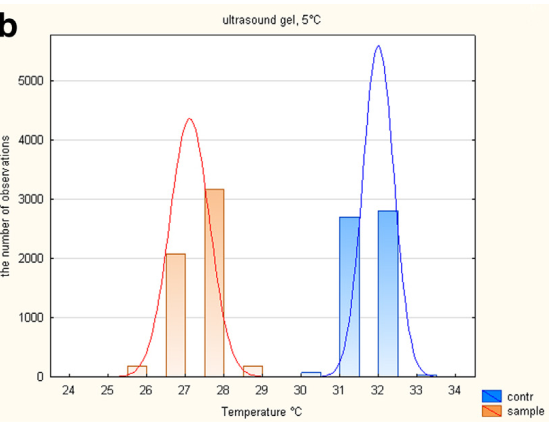 b
ultrasound gel, 5°C
the number of observations
5000
4000
3000
2000
1000
0
24 25 26 27 28 29 30 31 32 33 34
Temperature °C
contr
sample